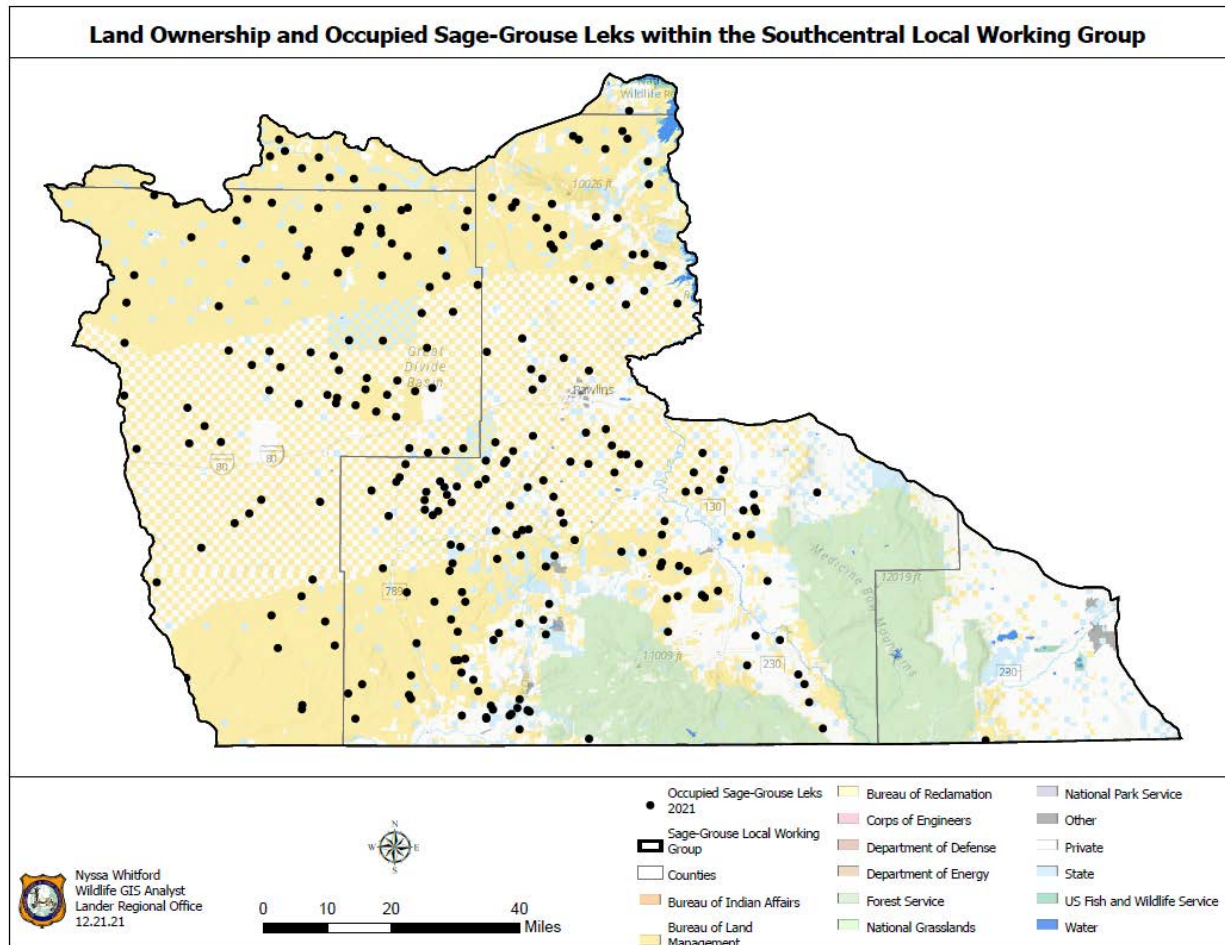 Land Ownership and Occupied Sage-Grouse Leks within the Southcentral Local Working Group
Wildlife
10026 ft
Great
Divide
Basin
Rawlins
80
80
130
789
Medicine Bow Mountains
12019 ft
11009 ft
230
230
Nyssa Whitford
Wildlife GIS Analyst
Lander Regional Office
12.21.21
N
W
E
S
0 10 20 40
Miles
Occupied Sage-Grouse Leks
2021
Sage-Grouse Local Working
Group
Counties
Bureau of Indian Affairs
Bureau of Land
Management
Bureau of Reclamation
Corps of Engineers
Department of Defense
Department of Energy
Forest Service
National Grasslands
National Park Service
Other
Private
State
US Fish and Wildlife Service
Water